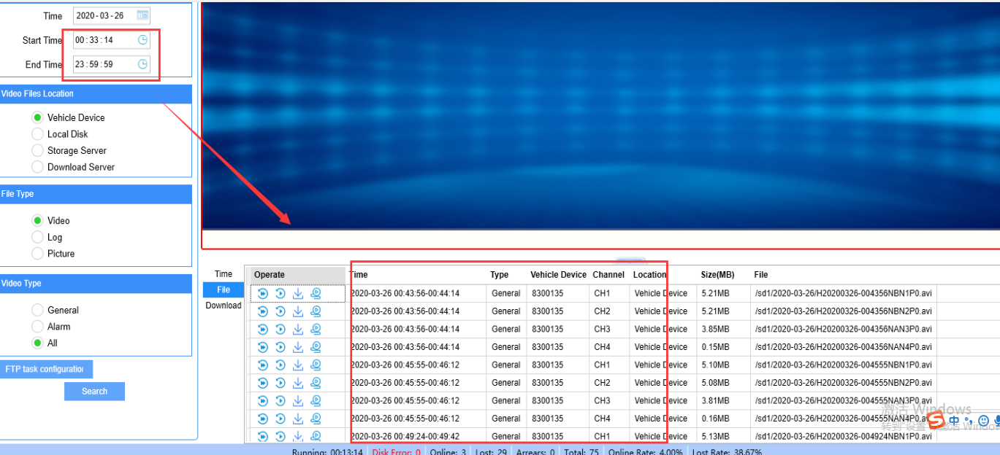 Time 2020-03-26
Start Time 00:33:14
End Time 23:59:59
Video Files Location
Vehicle Device
Local Disk
Storage Server
Download Server
File Type
Video
Log
Picture
Video Type
General
Alarm
All
FTP task configuration
Search
Time
File
Download
Operate Time Type Vehicle Device Channel Location Size(MB) File
2020-03-26 00:43:56-00:44:14 General 8300135 CH1 Vehicle Device 5.21MB /sd1/2020-03-26/H20200326-004356NBN1P0.avi
2020-03-26 00:43:56-00:44:14 General 8300135 CH2 Vehicle Device 5.21MB /sd1/2020-03-26/H20200326-004356NBN2P0.avi
2020-03-26 00:43:56-00:44:14 General 8300135 CH3 Vehicle Device 3.85MB /sd1/2020-03-26/H20200326-004356NAN3P0.avi
2020-03-26 00:43:56-00:44:14 General 8300135 CH4 Vehicle Device 0.15MB /sd1/2020-03-26/H20200326-004356NAN4P0.avi
2020-03-26 00:45:55-00:46:12 General 8300135 CH1 Vehicle Device 5.10MB /sd1/2020-03-26/H20200326-004555NBN1P0.avi
2020-03-26 00:45:55-00:46:12 General 8300135 CH2 Vehicle Device 5.08MB /sd1/2020-03-26/H20200326-004555NBN2P0.avi
2020-03-26 00:45:55-00:46:12 General 8300135 CH3 Vehicle Device 3.81MB /sd1/2020-03-26/H20200326-004555NAN3P0.avi
2020-03-26 00:45:55-00:46:12 General 8300135 CH4 Vehicle Device 0.16MB /sd1/2020-03-26/H20200326-004555NAN4P0.avi
2020-03-26 00:49:24-00:49:42 General 8300135 CH1 Vehicle Device 5.13MB /sd1/2020-03-26/H20200326-004924NBN1P0.avi
激活 Windows
转到"设置"以激活 Windows
S 中
Running: 00:13:14 Disk Error: 0 Online: 3 Lost: 29 Arrears: 0 Total: 75 Online Rate: 4.00% Lost Rate: 38.67%